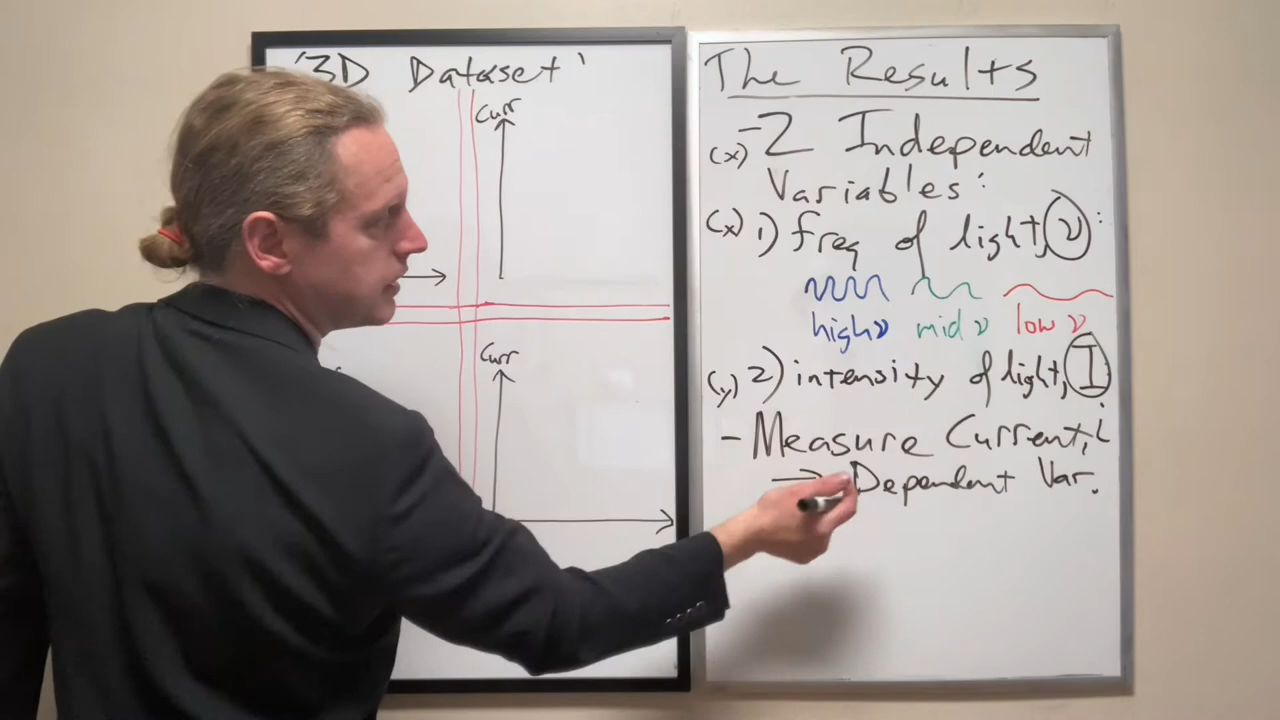 '3D Dataset'
Curr
Curr
The Results
(x) - 2 Independent
Variables:
(x) 1) freq of light, ν :
high ν mid ν low ν
(y) 2) intensity of light, I
- Measure Current, i
→ Dependent Var.